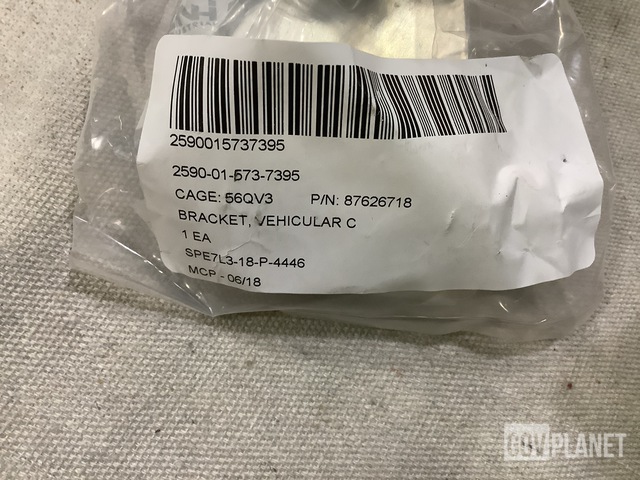 2590015737395
2590-01-573-7395
CAGE: 56QV3 P/N: 87626718
BRACKET, VEHICULAR C
1 EA
SPE7L3-18-P-4446
MCP - 06/18
GOVPLANET